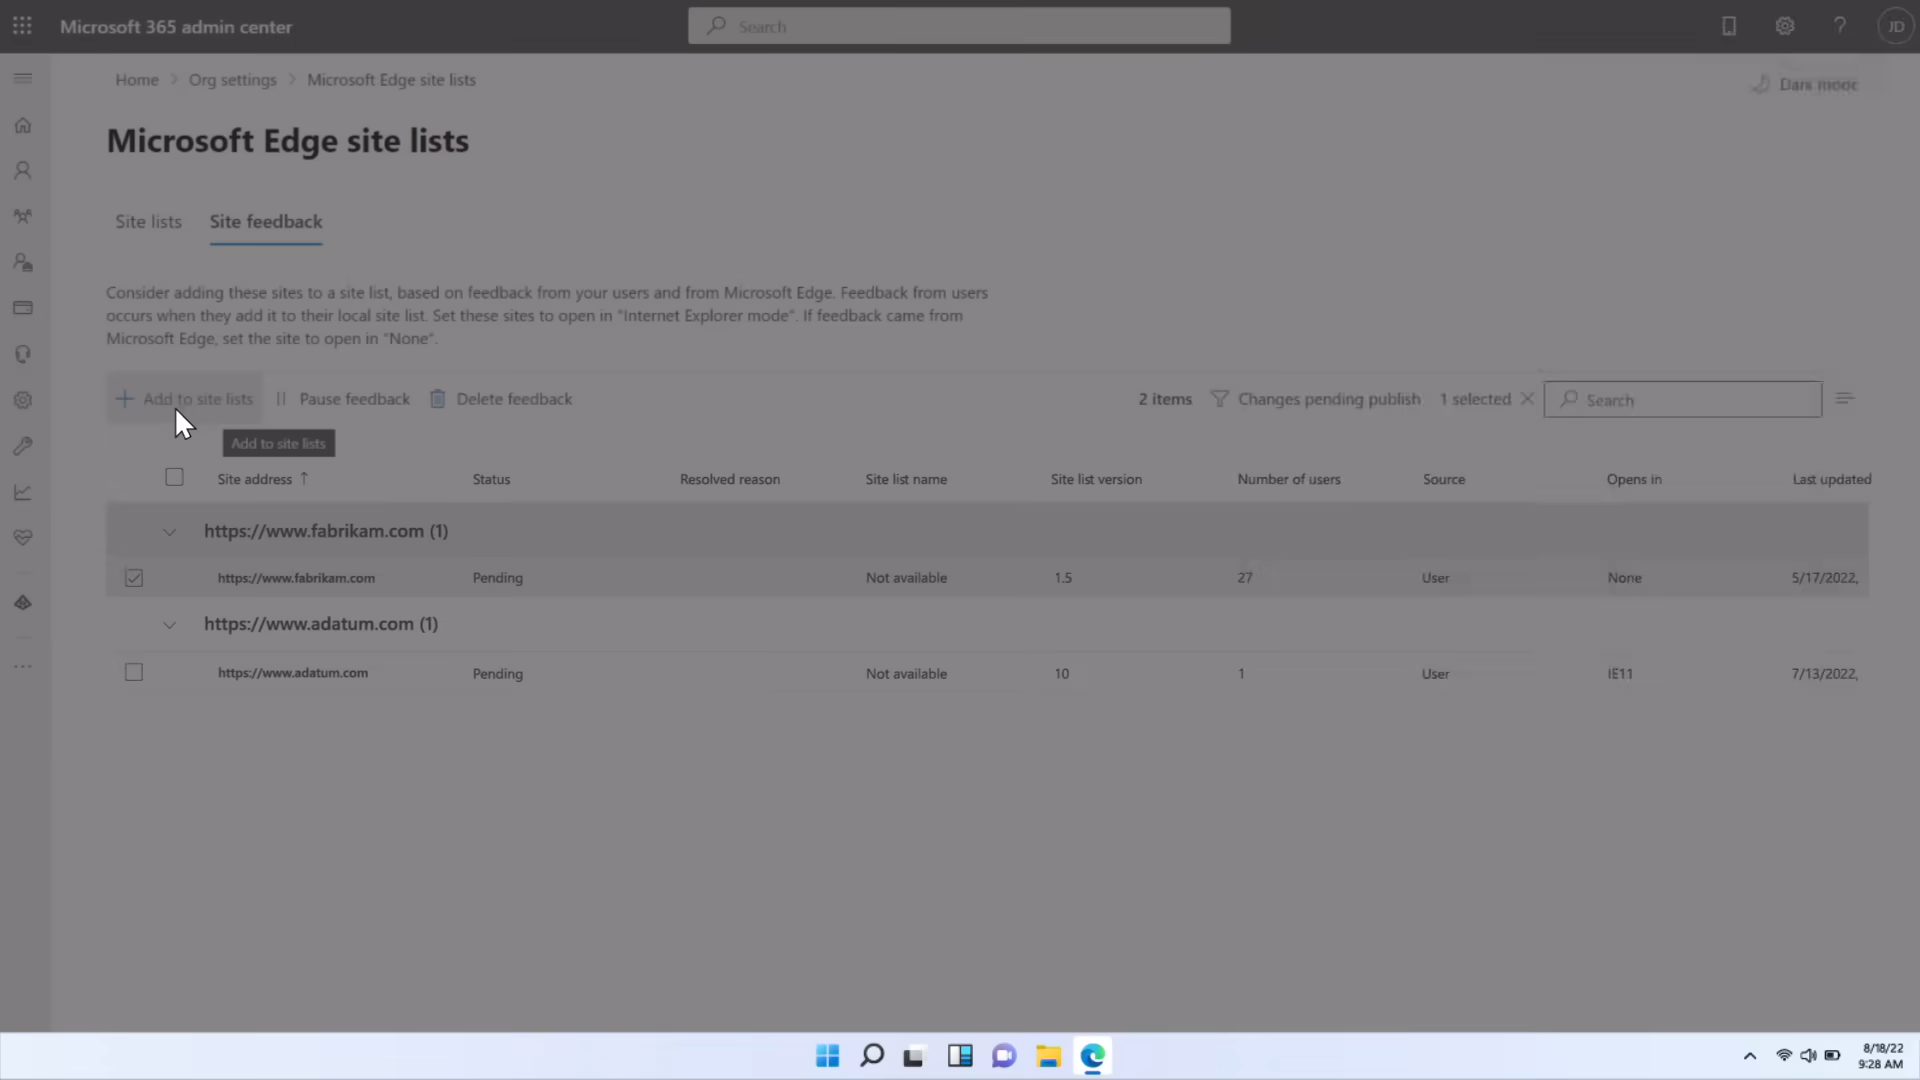 Microsoft 365 admin center
Search
JD
Home > Org settings > Microsoft Edge site lists
Dark mode
Microsoft Edge site lists
Site lists
Site feedback
Consider adding these sites to a site list, based on feedback from your users and from Microsoft Edge. Feedback from users
occurs when they add it to their local site list. Set these sites to open in "Internet Explorer mode". If feedback came from
Microsoft Edge, set the site to open in "None".
Add to site lists
Pause feedback
Delete feedback
2 items
Changes pending publish
1 selected
Search
Add to site lists
Site address ↑ Status Resolved reason Site list name Site list version Number of users Source Opens in Last updated
https://www.fabrikam.com (1)
https://www.fabrikam.com Pending Not available 1.5 27 User None 5/17/2022,
https://www.adatum.com (1)
https://www.adatum.com Pending Not available 10 1 User IE11 7/13/2022,
8/18/22
9:28 AM